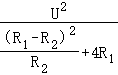 U²
(R₁-R₂)²
R₂
+4R₁